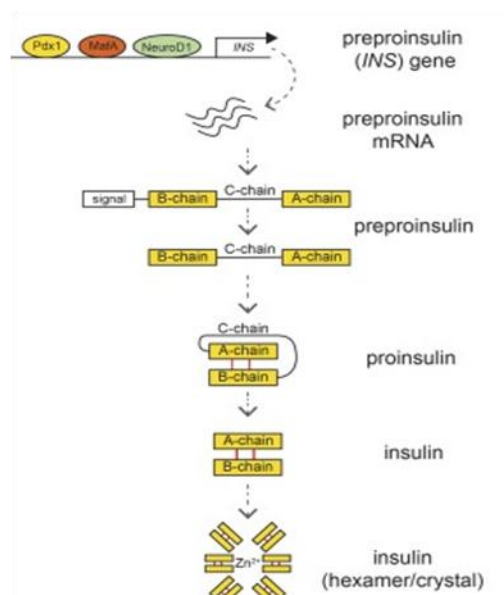 Pdx1 MafA NeuroD1 INS
preproinsulin
(INS) gene
preproinsulin
mRNA
signal B-chain C-chain A-chain
preproinsulin
B-chain C-chain A-chain
C-chain
A-chain
B-chain
proinsulin
A-chain
B-chain
insulin
Zn²⁺
insulin
(hexamer/crystal)